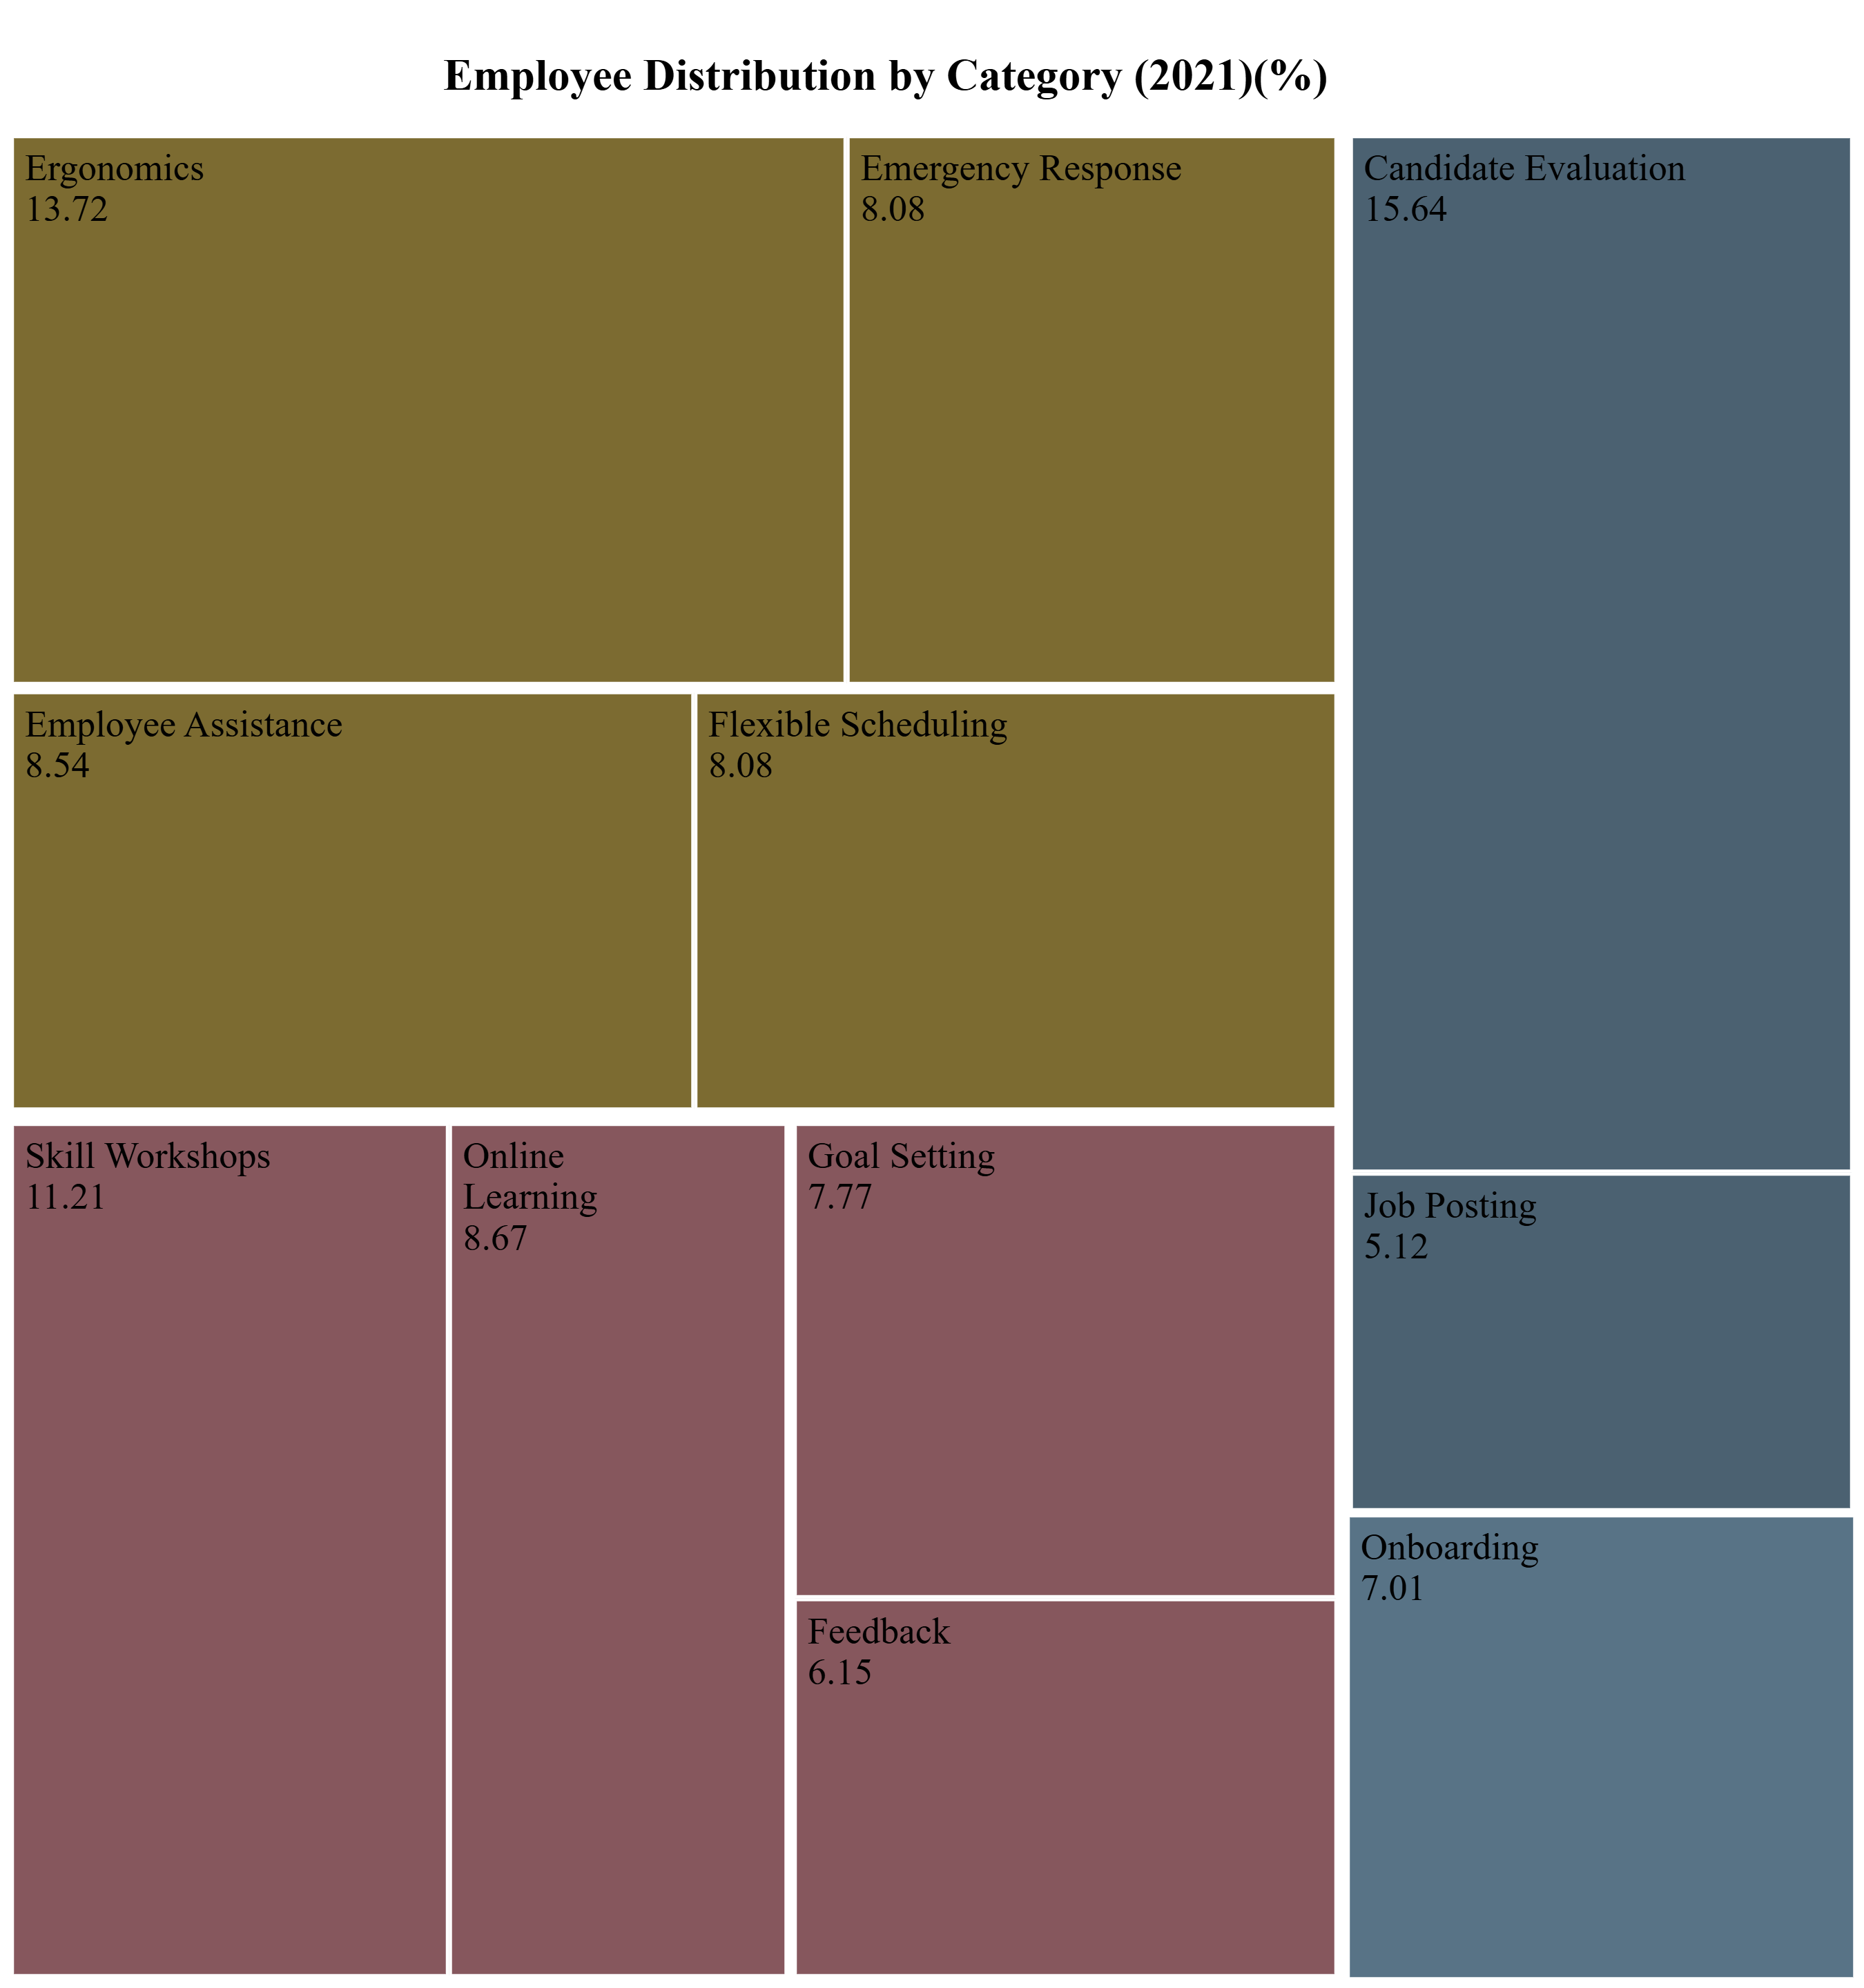 Employee Distribution by Category (2021)(%)
Ergonomics
13.72
Emergency Response
8.08
Candidate Evaluation
15.64
Employee Assistance
8.54
Flexible Scheduling
8.08
Skill Workshops
11.21
Online
Learning
8.67
Goal Setting
7.77
Feedback
6.15
Job Posting
5.12
Onboarding
7.01